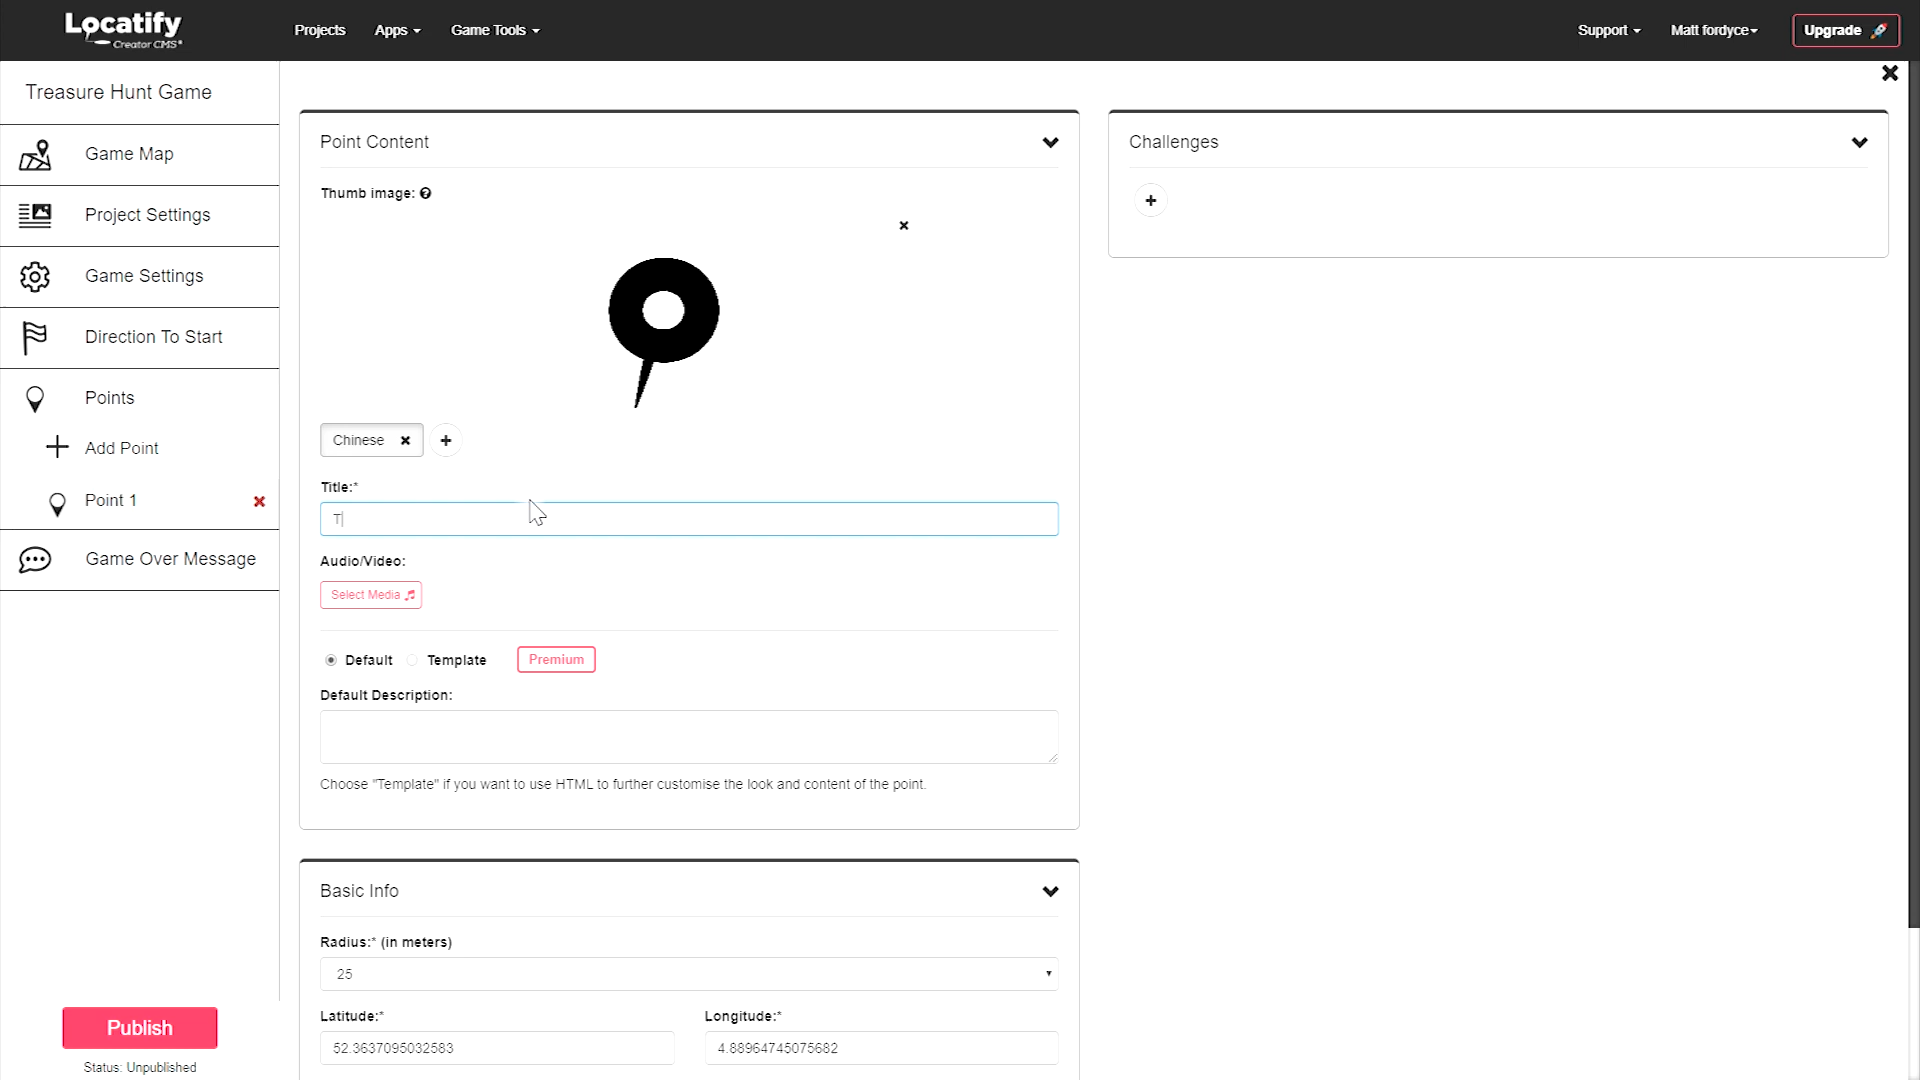 Locatify
Creator CMS
Projects
Apps
Game Tools
Support
Matt fordyce
Upgrade
Treasure Hunt Game
Game Map
Project Settings
Game Settings
Direction To Start
Points
Add Point
Point 1
Game Over Message
Publish
Status: Unpublished
Point Content
Thumb image:
Chinese
Title:*
T
Audio/Video:
Select Media
Default
Template
Premium
Default Description:
Choose "Template" if you want to use HTML to further customise the look and content of the point.
Basic Info
Radius:* (in meters)
25
Latitude:*
Longitude:*
52.3637095032583
4.88964745075682
Challenges